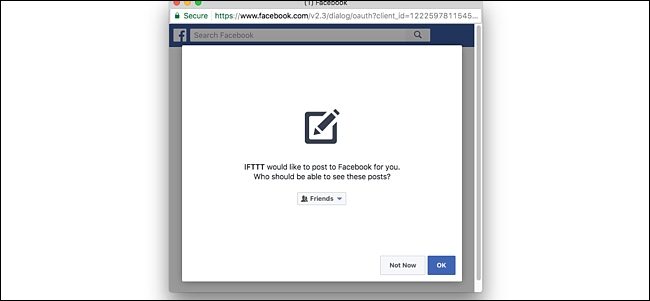 (1) Facebook
Secure https://www.facebook.com/v2.3/dialog/oauth?client_id=1222597811545...
f Search Facebook
IFTTT would like to post to Facebook for you.
Who should be able to see these posts?
Friends
Not Now OK